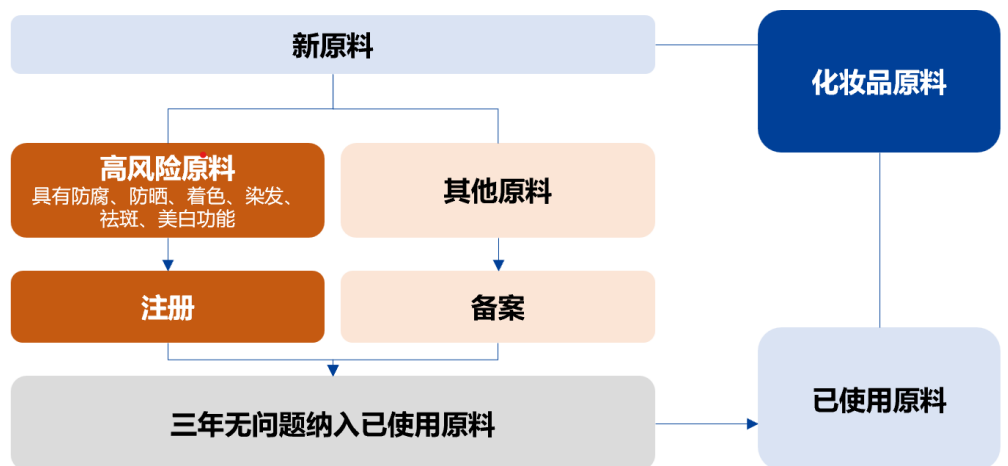 新原料
化妆品原料
高风险原料
具有防腐、防晒、着色、染发、
祛斑、美白功能
其他原料
注册
备案
三年无问题纳入已使用原料
已使用原料